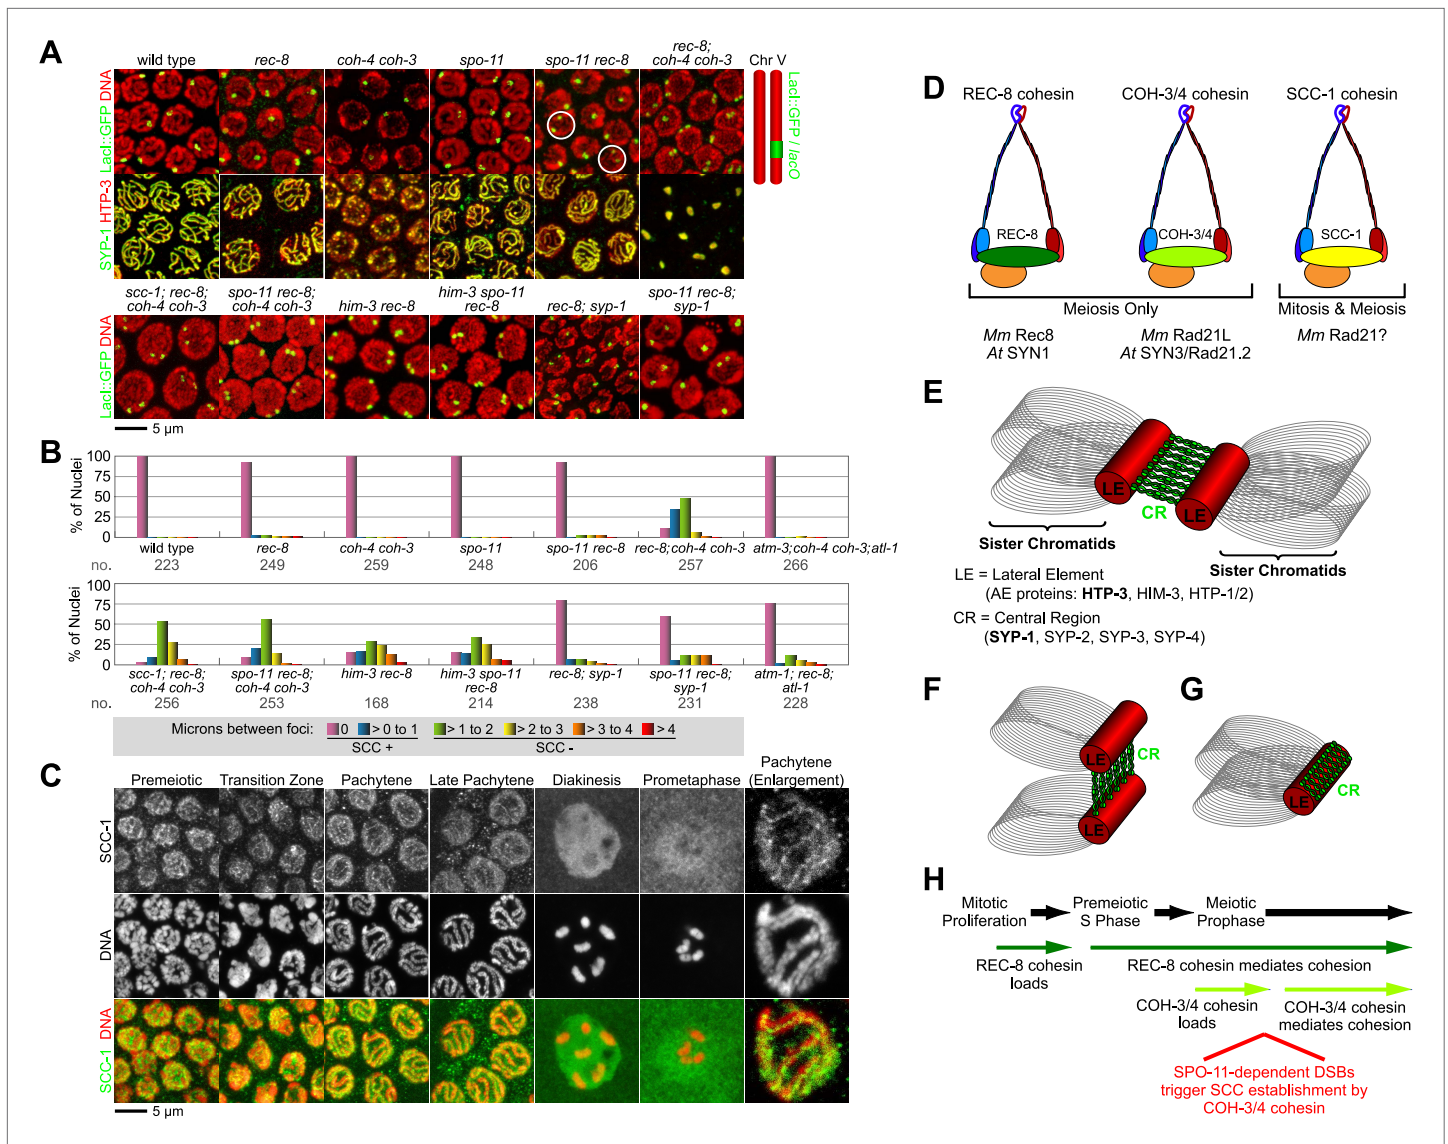 A
wild type
rec-8
coh-4 coh-3
spo-11
spo-11 rec-8
rec-8;
coh-4 coh-3
Chr V
LacI::GFP DNA
LacI::GFP / lacO
SYP-1 HTP-3
scc-1; rec-8;
coh-4 coh-3
spo-11 rec-8;
coh-4 coh-3
him-3 rec-8
him-3 spo-11
rec-8
rec-8; syp-1
spo-11 rec-8;
syp-1
LacI::GFP DNA
5 µm
B
% of Nuclei
100
75
50
25
wild type
rec-8
coh-4 coh-3
spo-11
spo-11 rec-8
rec-8;coh-4 coh-3
atm-3;coh-4 coh-3;atl-1
no.
223
249
259
248
206
257
266
% of Nuclei
100
75
50
25
0
scc-1; rec-8;
coh-4 coh-3
spo-11 rec-8;
coh-4 coh-3
him-3 rec-8
him-3 spo-11
rec-8
rec-8; syp-1
spo-11 rec-8;
syp-1
atm-1; rec-8;
atl-1
no.
256
253
168
214
238
231
228
Microns between foci:
0
> 0 to 1
> 1 to 2
> 2 to 3
> 3 to 4
> 4
SCC +
SCC -
C
Premeiotic
Transition Zone
Pachytene
Late Pachytene
Diakinesis
Prometaphase
Pachytene
(Enlargement)
SCC-1
DNA
SCC-1 DNA
5 µm
D
REC-8 cohesin
COH-3/4 cohesin
SCC-1 cohesin
REC-8
COH-3/4
SCC-1
Meiosis Only
Mitosis & Meiosis
Mm Rec8
At SYN1
Mm Rad21L
At SYN3/Rad21.2
Mm Rad21?
E
LE
CR
LE
Sister Chromatids
Sister Chromatids
LE = Lateral Element
(AE proteins: HTP-3, HIM-3, HTP-1/2)
CR = Central Region
(SYP-1, SYP-2, SYP-3, SYP-4)
F
LE
CR
LE
G
LE
CR
H
Mitotic
Proliferation
Premeiotic
S Phase
Meiotic
Prophase
REC-8 cohesin
loads
REC-8 cohesin mediates cohesion
COH-3/4 cohesin
loads
COH-3/4 cohesin
mediates cohesion
SPO-11-dependent DSBs
trigger SCC establishment by
COH-3/4 cohesin